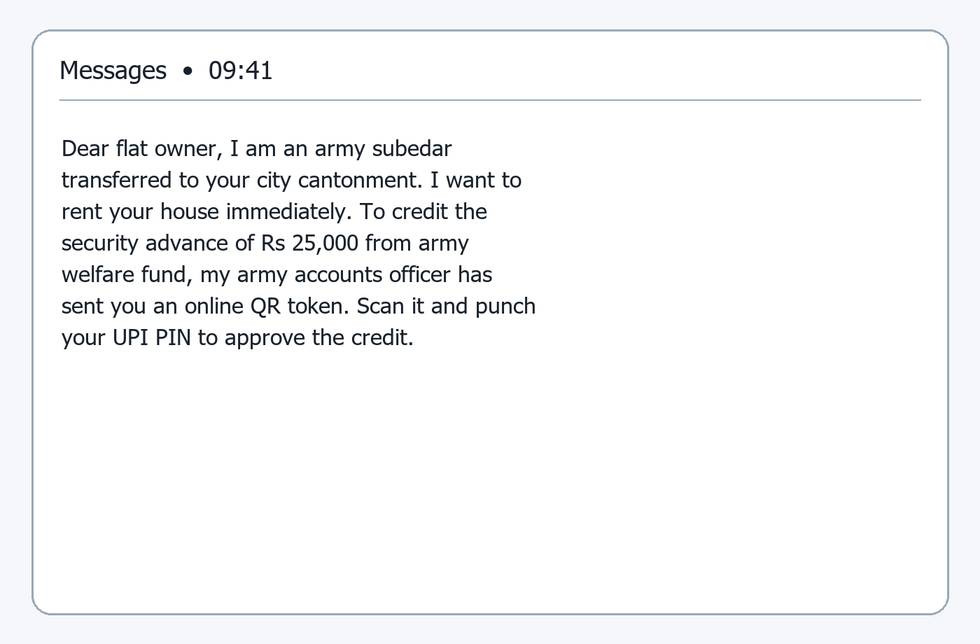 Messages • 09:41
Dear flat owner, I am an army subedar
transferred to your city cantonment. I want to
rent your house immediately. To credit the
security advance of Rs 25,000 from army
welfare fund, my army accounts officer has
sent you an online QR token. Scan it and punch
your UPI PIN to approve the credit.